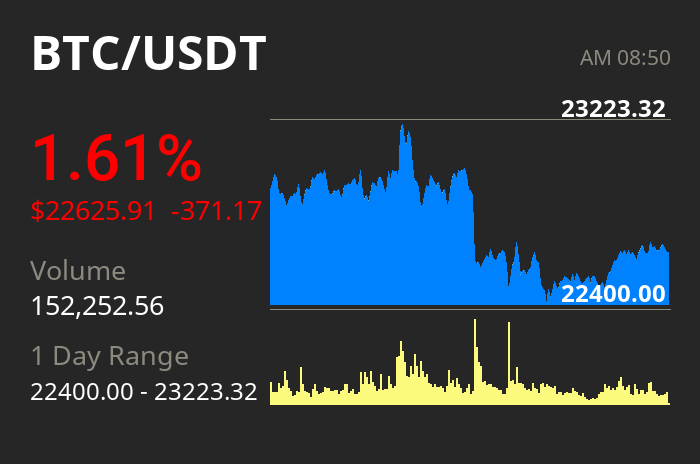 BTC/USDT
AM 08:50
23223.32
1.61%
$22625.91 -371.17
Volume
152,252.56
22400.00
1 Day Range
22400.00 - 23223.32